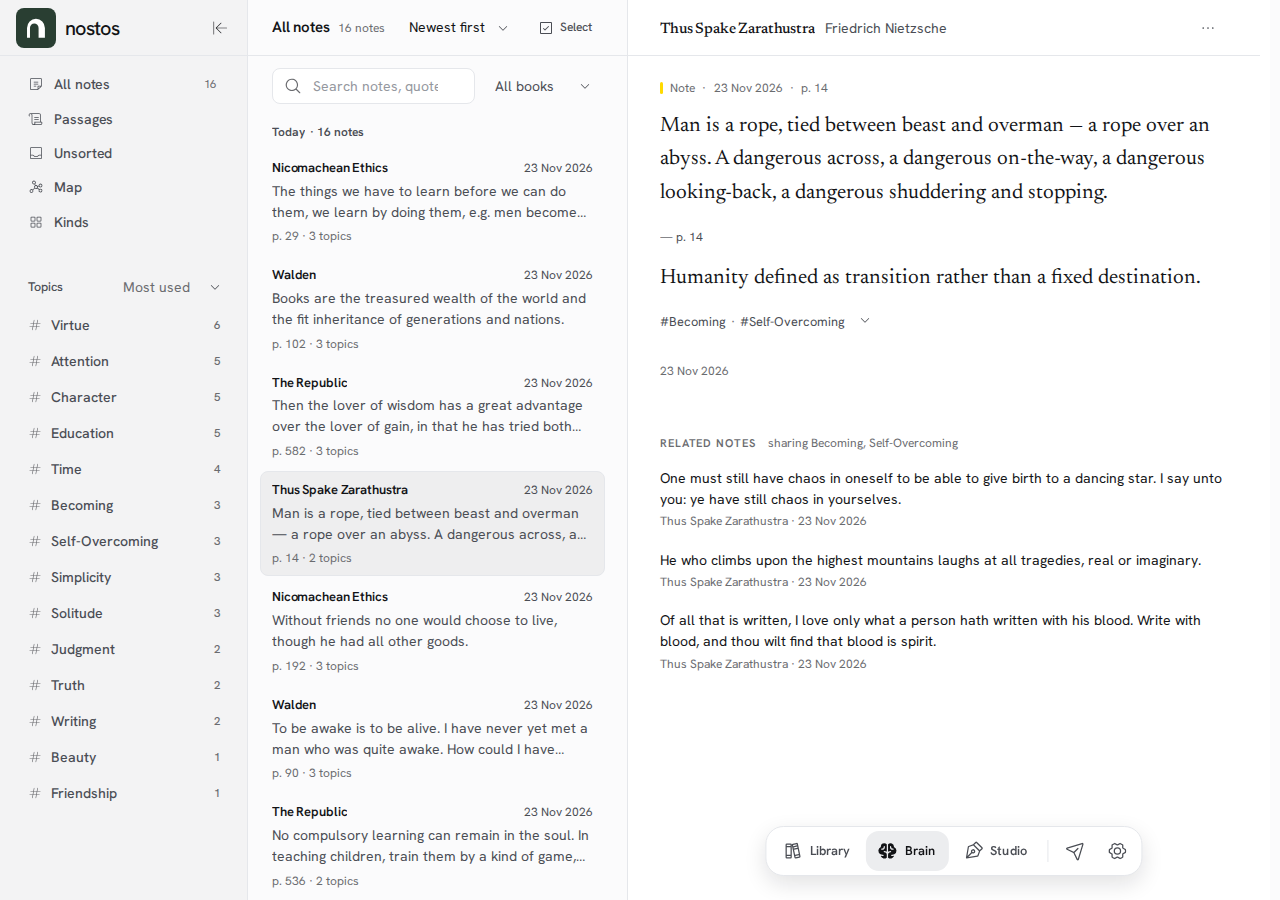 nostos
All notes 16
Passages
Unsorted
Map
Kinds
Topics Most used
# Virtue 6
# Attention 5
# Character 5
# Education 5
# Time 4
# Becoming 3
# Self-Overcoming 3
# Simplicity 3
# Solitude 3
# Judgment 2
# Truth 2
# Writing 2
# Beauty 1
# Friendship 1
All notes 16 notes Newest first Select
Search notes, quote All books
Today · 16 notes
Nicomachean Ethics 23 Nov 2026
The things we have to learn before we can do
them, we learn by doing them, e.g. men become...
p. 29 · 3 topics
Walden 23 Nov 2026
Books are the treasured wealth of the world and
the fit inheritance of generations and nations.
p. 102 · 3 topics
The Republic 23 Nov 2026
Then the lover of wisdom has a great advantage
over the lover of gain, in that he has tried both...
p. 582 · 3 topics
Thus Spake Zarathustra 23 Nov 2026
Man is a rope, tied between beast and overman
— a rope over an abyss. A dangerous across, a...
p. 14 · 2 topics
Nicomachean Ethics 23 Nov 2026
Without friends no one would choose to live,
though he had all other goods.
p. 192 · 3 topics
Walden 23 Nov 2026
To be awake is to be alive. I have never yet met a
man who was quite awake. How could I have...
p. 90 · 3 topics
The Republic 23 Nov 2026
No compulsory learning can remain in the soul. In
teaching children, train them by a kind of game,...
p. 536 · 2 topics
Thus Spake Zarathustra Friedrich Nietzsche
Note · 23 Nov 2026 · p. 14
Man is a rope, tied between beast and overman — a rope over an
abyss. A dangerous across, a dangerous on-the-way, a dangerous
looking-back, a dangerous shuddering and stopping.
— p. 14
Humanity defined as transition rather than a fixed destination.
#Becoming · #Self-Overcoming
23 Nov 2026
RELATED NOTES sharing Becoming, Self-Overcoming
One must still have chaos in oneself to be able to give birth to a dancing star. I say unto
you: ye have still chaos in yourselves.
Thus Spake Zarathustra · 23 Nov 2026
He who climbs upon the highest mountains laughs at all tragedies, real or imaginary.
Thus Spake Zarathustra · 23 Nov 2026
Of all that is written, I love only what a person hath written with his blood. Write with
blood, and thou wilt find that blood is spirit.
Thus Spake Zarathustra · 23 Nov 2026
Library Brain Studio